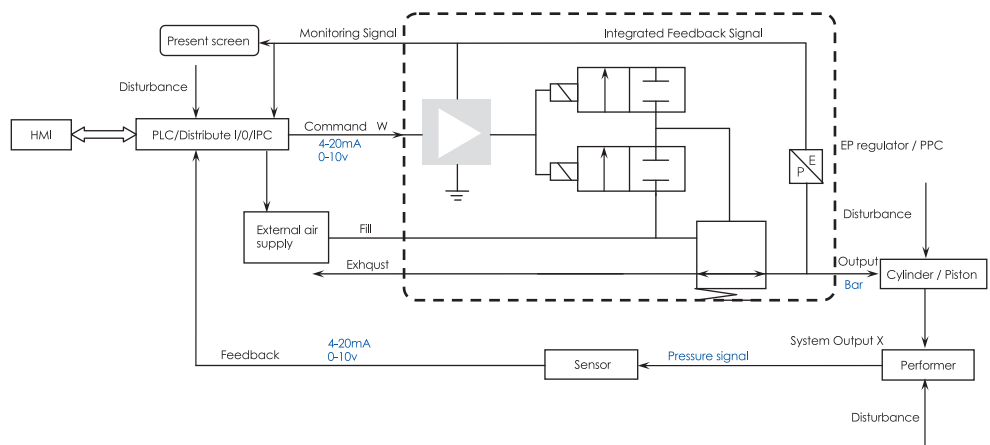 Present screen
Monitoring Signal
Integrated Feedback Signal
Disturbance
HMI
PLC/Distribute I/0/IPC
Command W
4-20mA
0-10v
E
P
EP regulator / PPC
Disturbance
External air
supply
Fill
Exhqust
Output
Bar
Cylinder / Piston
System Output X
Feedback
4-20mA
0-10v
Sensor
Pressure signal
Performer
Disturbance